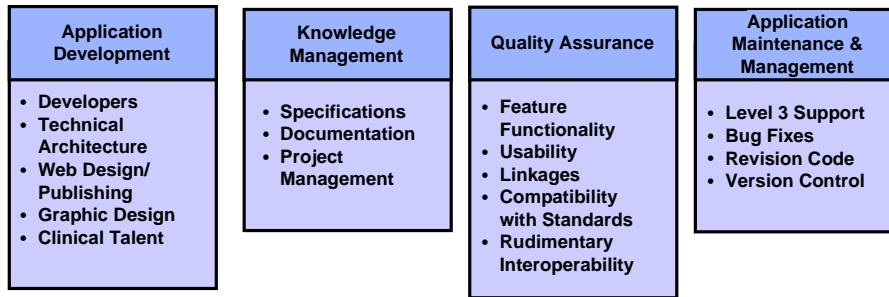 Application
Development
• Developers
• Technical
Architecture
• Web Design/
Publishing
• Graphic Design
• Clinical Talent
Knowledge
Management
• Specifications
• Documentation
• Project
Management
Quality Assurance
• Feature
Functionality
• Usability
• Linkages
• Compatibility
with Standards
• Rudimentary
Interoperability
Application
Maintenance &
Management
• Level 3 Support
• Bug Fixes
• Revision Code
• Version Control